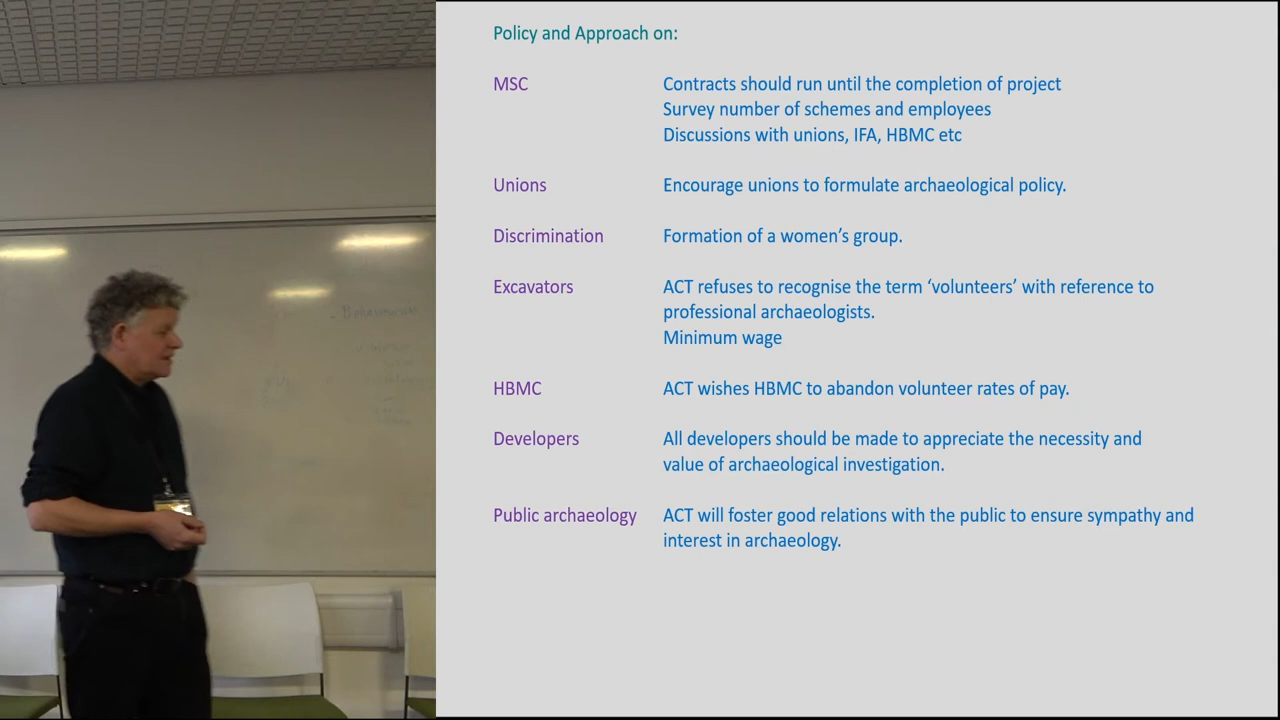 Policy and Approach on:
MSC Contracts should run until the completion of project
Survey number of schemes and employees
Discussions with unions, IFA, HBMC etc
Unions Encourage unions to formulate archaeological policy.
Discrimination Formation of a women’s group.
Excavators ACT refuses to recognise the term ‘volunteers’ with reference to
professional archaeologists.
Minimum wage
HBMC ACT wishes HBMC to abandon volunteer rates of pay.
Developers All developers should be made to appreciate the necessity and
value of archaeological investigation.
Public archaeology ACT will foster good relations with the public to ensure sympathy and
interest in archaeology.